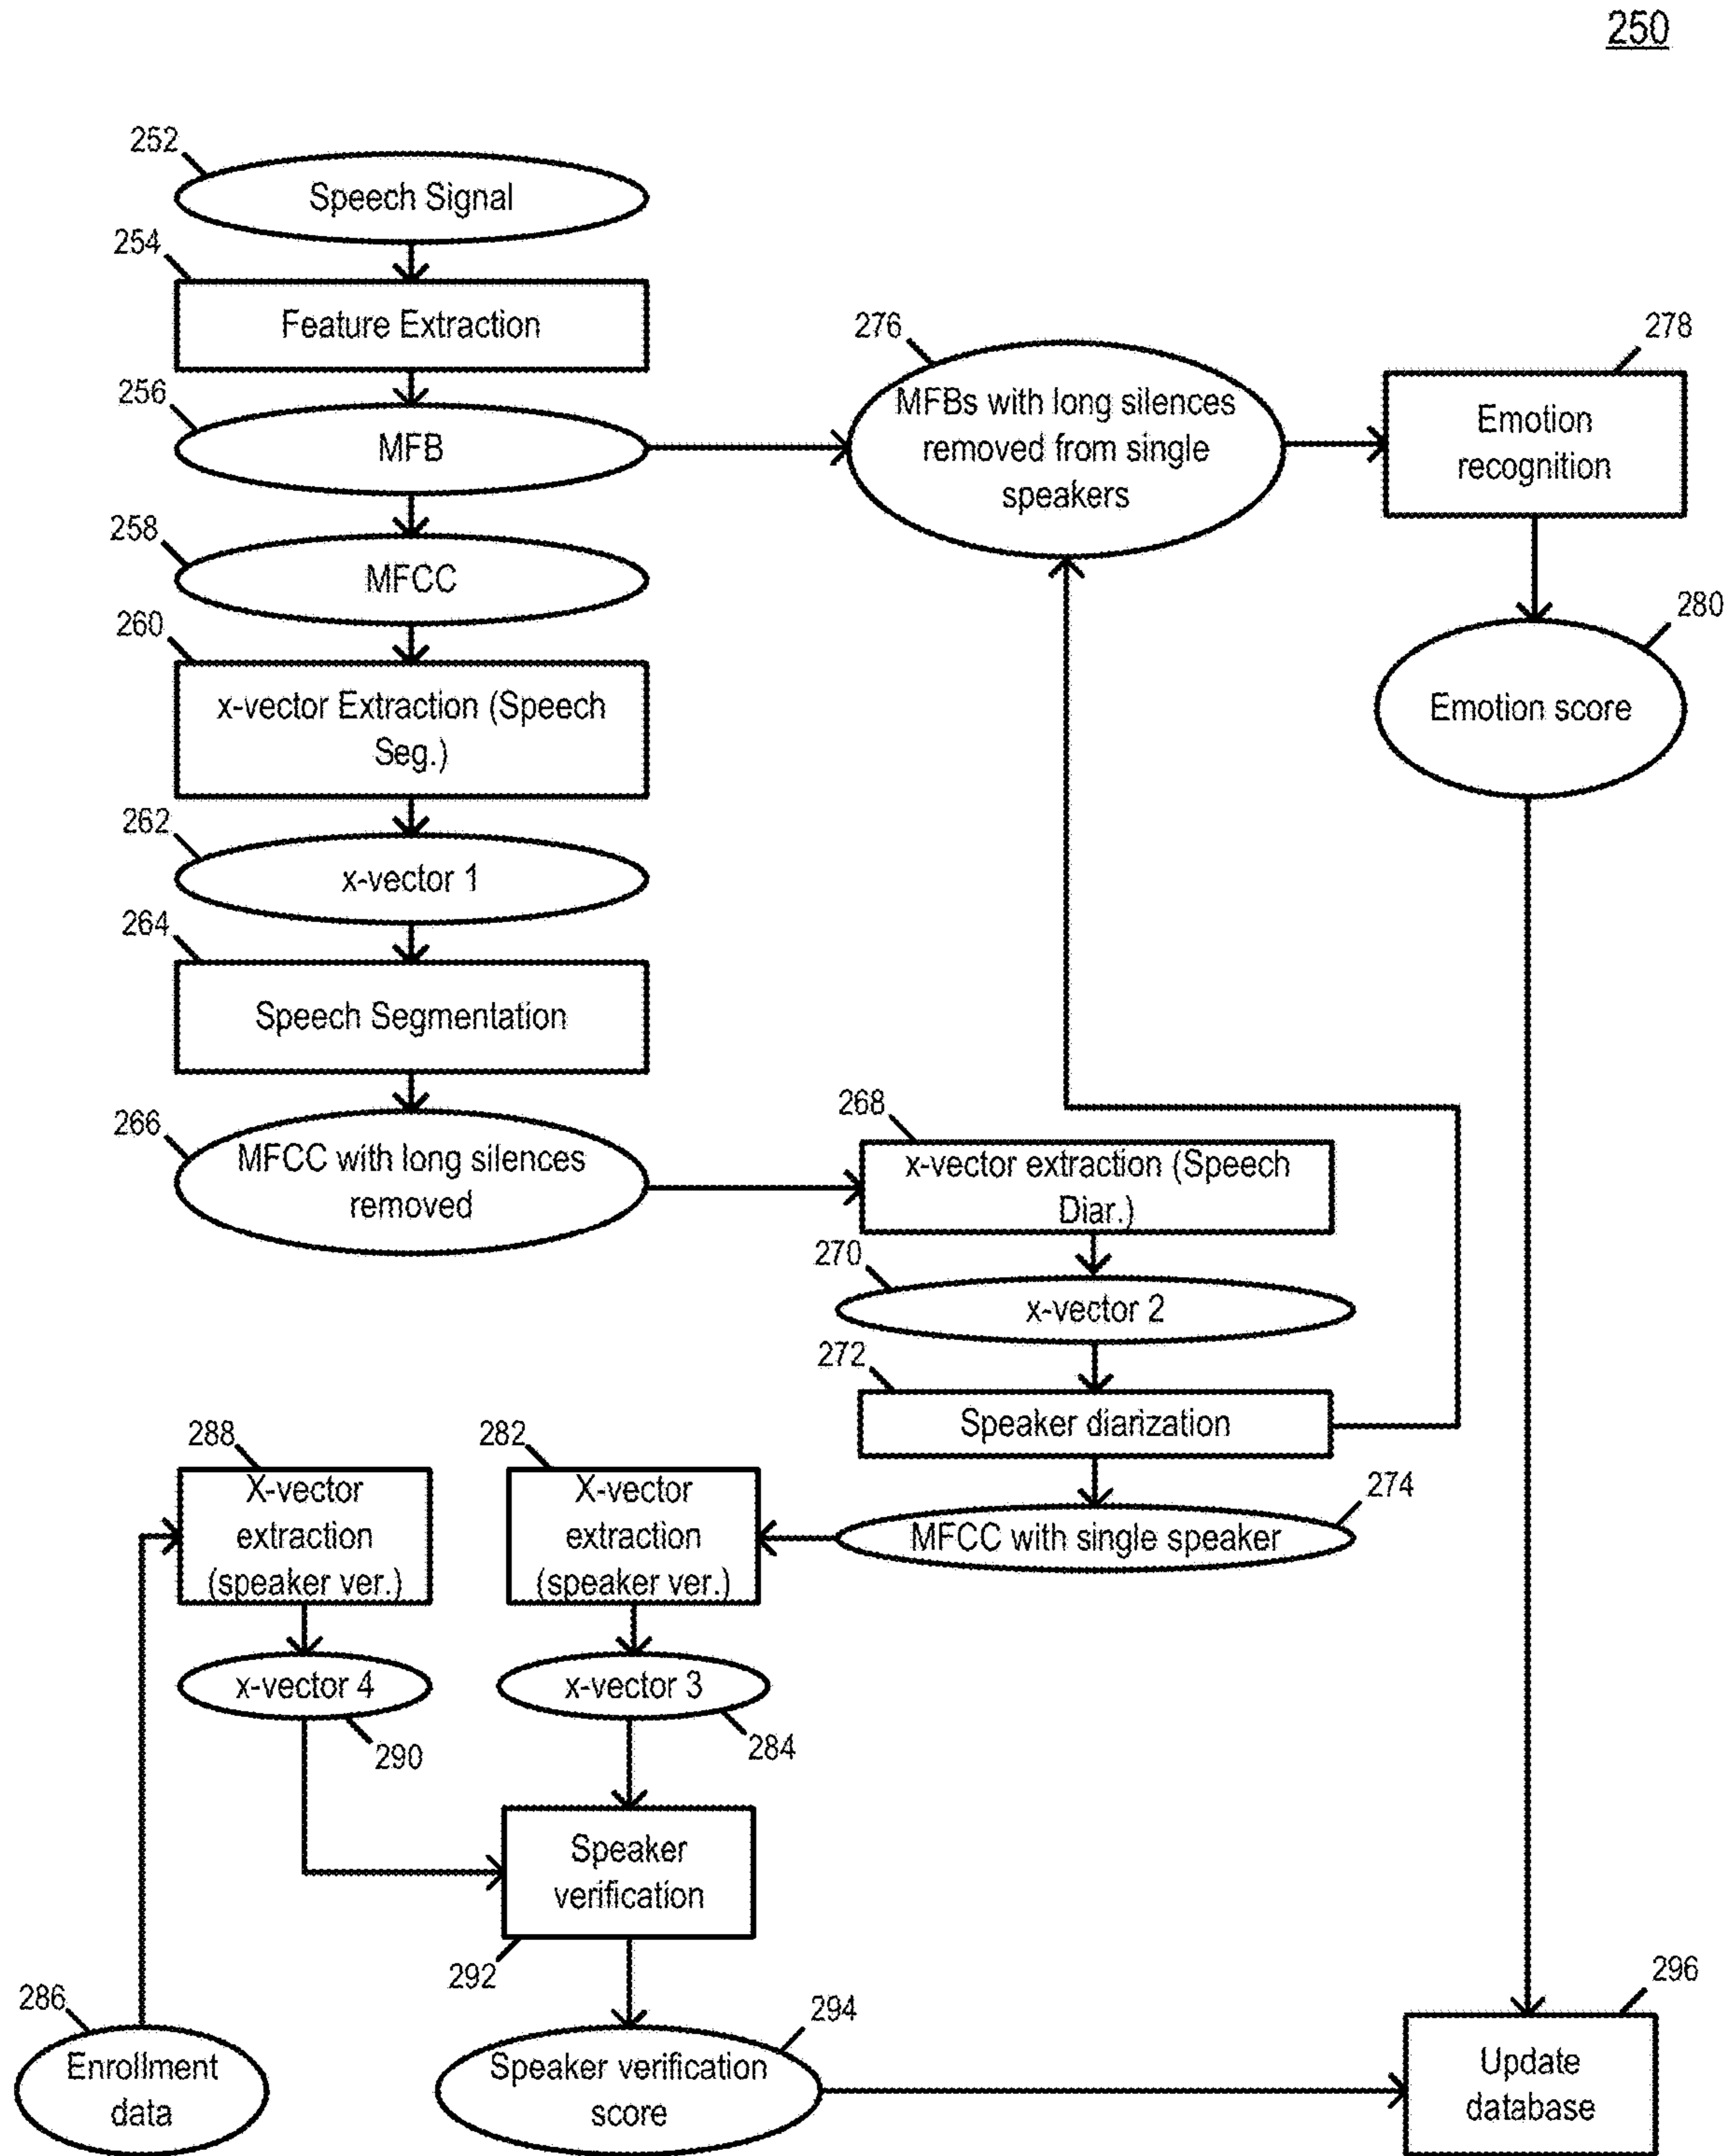 250
252
Speech Signal
254
Feature Extraction
256
MFB
276
MFBs with long silences
removed from single
speakers
278
Emotion
recognition
258
MFCC
280
Emotion score
260
x-vector Extraction (Speech
Seg.)
262
x-vector 1
264
Speech Segmentation
266
MFCC with long silences
removed
268
x-vector extraction (Speech
Diar.)
270
x-vector 2
272
Speaker diarization
274
MFCC with single speaker
288
X-vector
extraction
(speaker ver.)
282
X-vector
extraction
(speaker ver.)
x-vector 4
290
x-vector 3
284
Speaker
verification
292
286
Enrollment
data
294
Speaker verification
score
296
Update
database